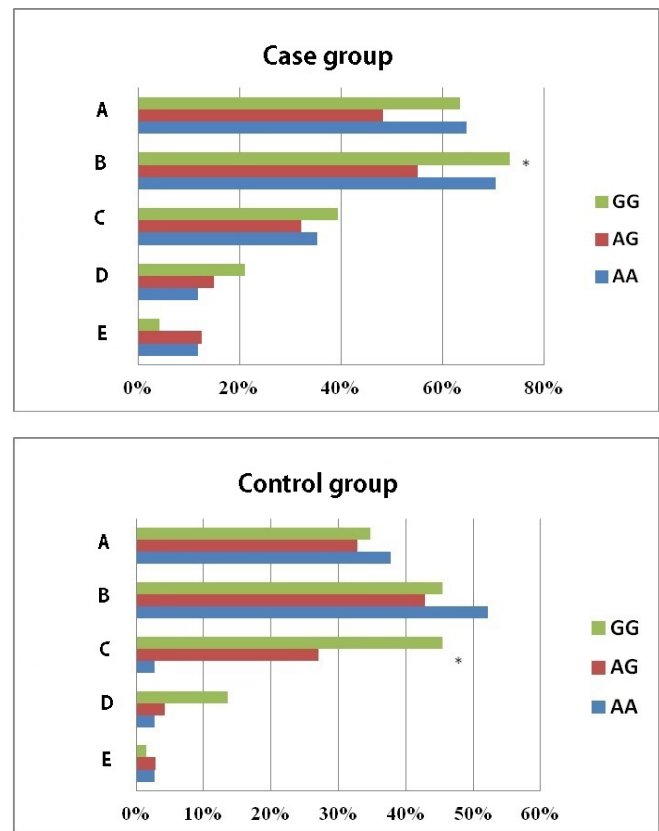 Case group
A
B
*
C
D
E
GG
AG
AA
0% 20% 40% 60% 80%
Control group
A
B
C
*
D
E
GG
AG
AA
0% 10% 20% 30% 40% 50% 60%